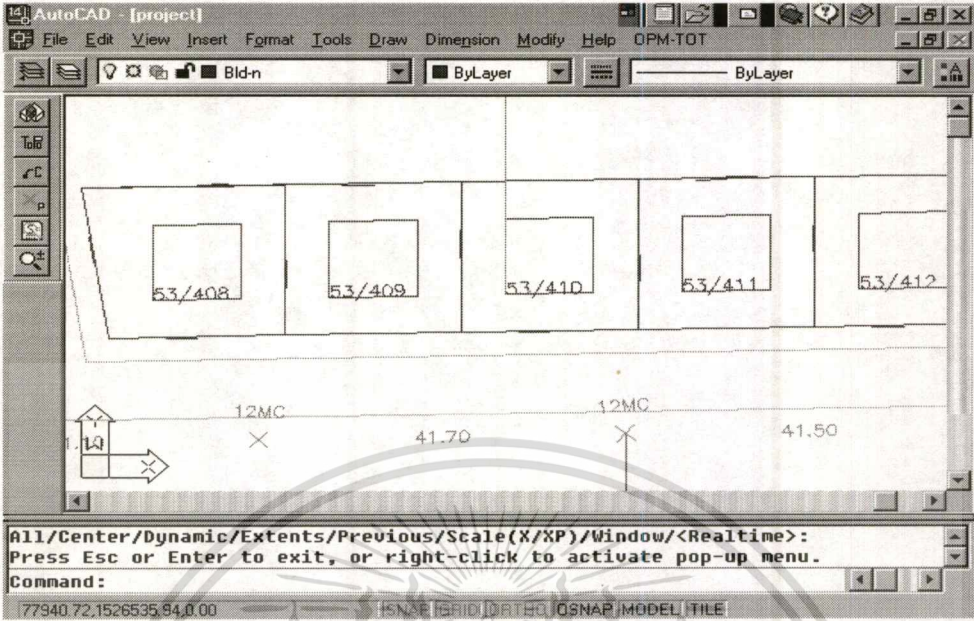 AutoCAD - [project]
File Edit View Insert Format Tools Draw Dimension Modify Help OPM-TOT
Bld-n ByLayer ByLayer
53/408 53/409 53/410 53/411 53/412
12MC 12MC
41.70 41.50
W
All/Center/Dynamic/Extents/Previous/Scale(X/XP)/Window/<Realtime>:
Press Esc or Enter to exit, or right-click to activate pop-up menu.
Command:
77940.72,1526535.94,0.00 SNAP GRID ORTHO OSNAP MODEL TILE